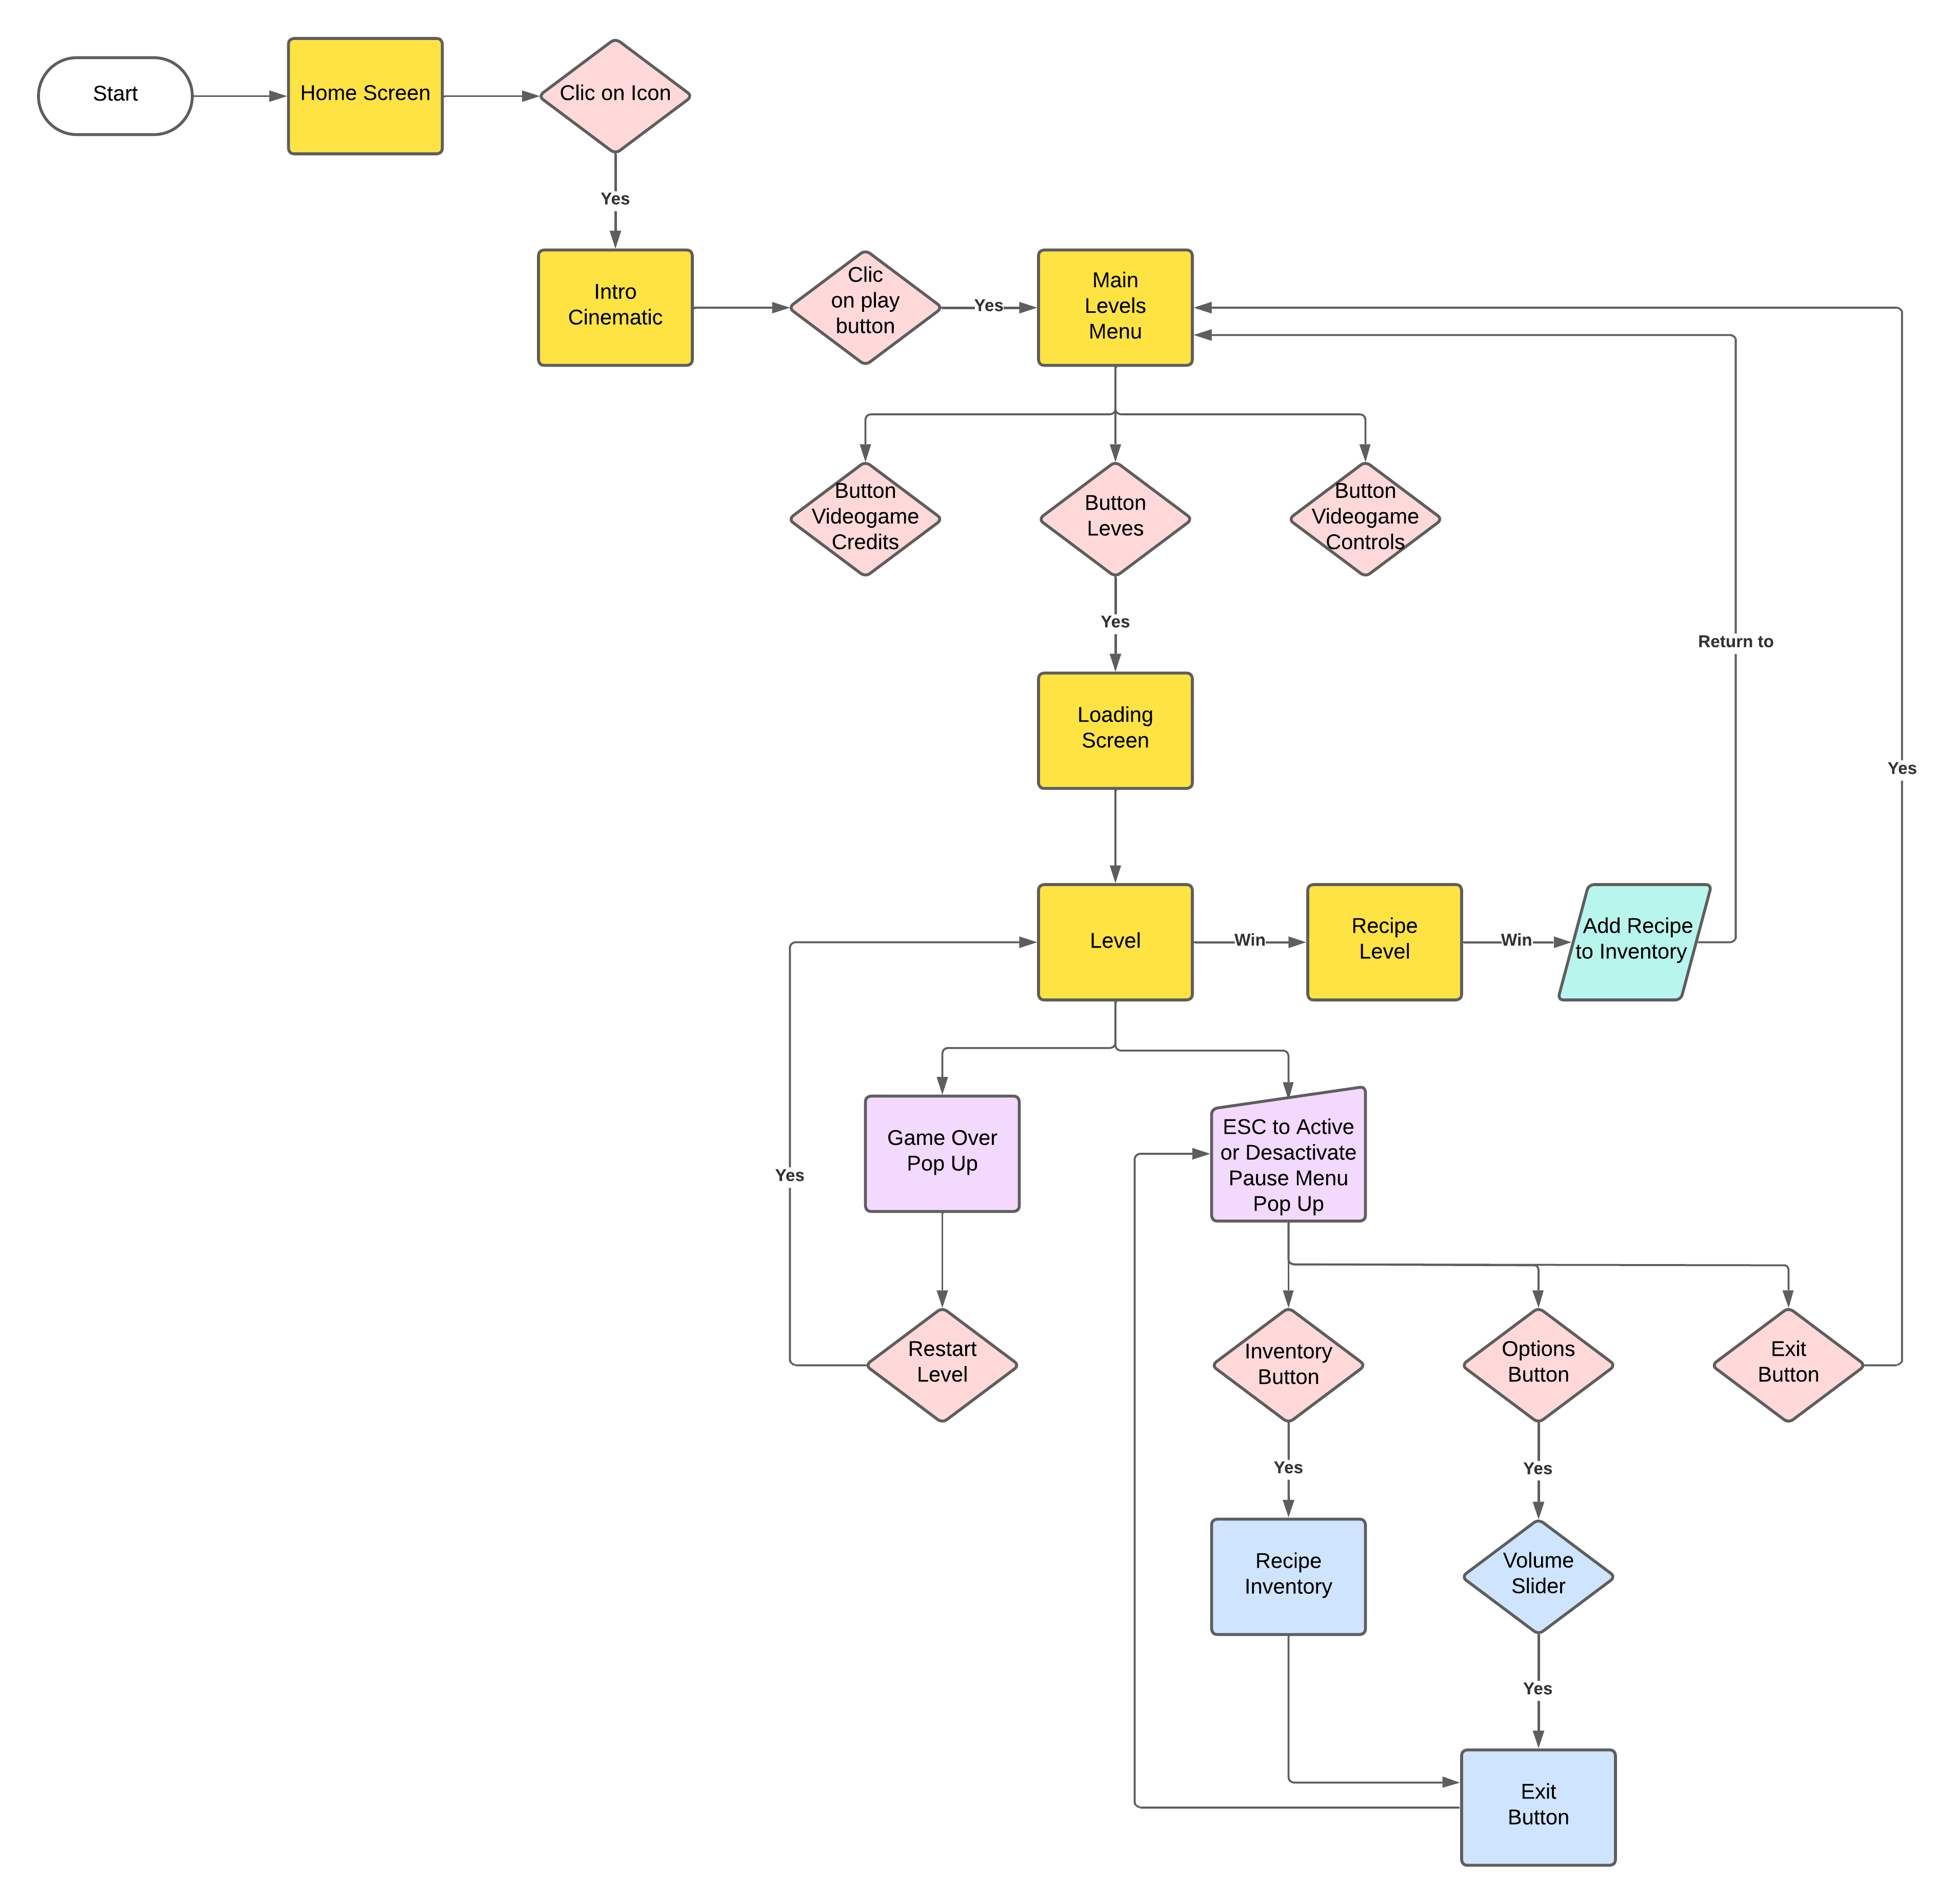 Start
Home Screen
Clic on Icon
Yes
Intro
Cinematic
Clic
on play
button
Yes
Main
Levels
Menu
Button
Videogame
Credits
Button
Leves
Button
Videogame
Controls
Yes
Return to
Loading
Screen
Yes
Level
Win
Recipe
Level
Win
Add Recipe
to Inventory
Game Over
Pop Up
ESC to Active
or Desactivate
Pause Menu
Pop Up
Yes
Restart
Level
Inventory
Button
Options
Button
Exit
Button
Yes
Yes
Recipe
Inventory
Volume
Slider
Yes
Exit
Button